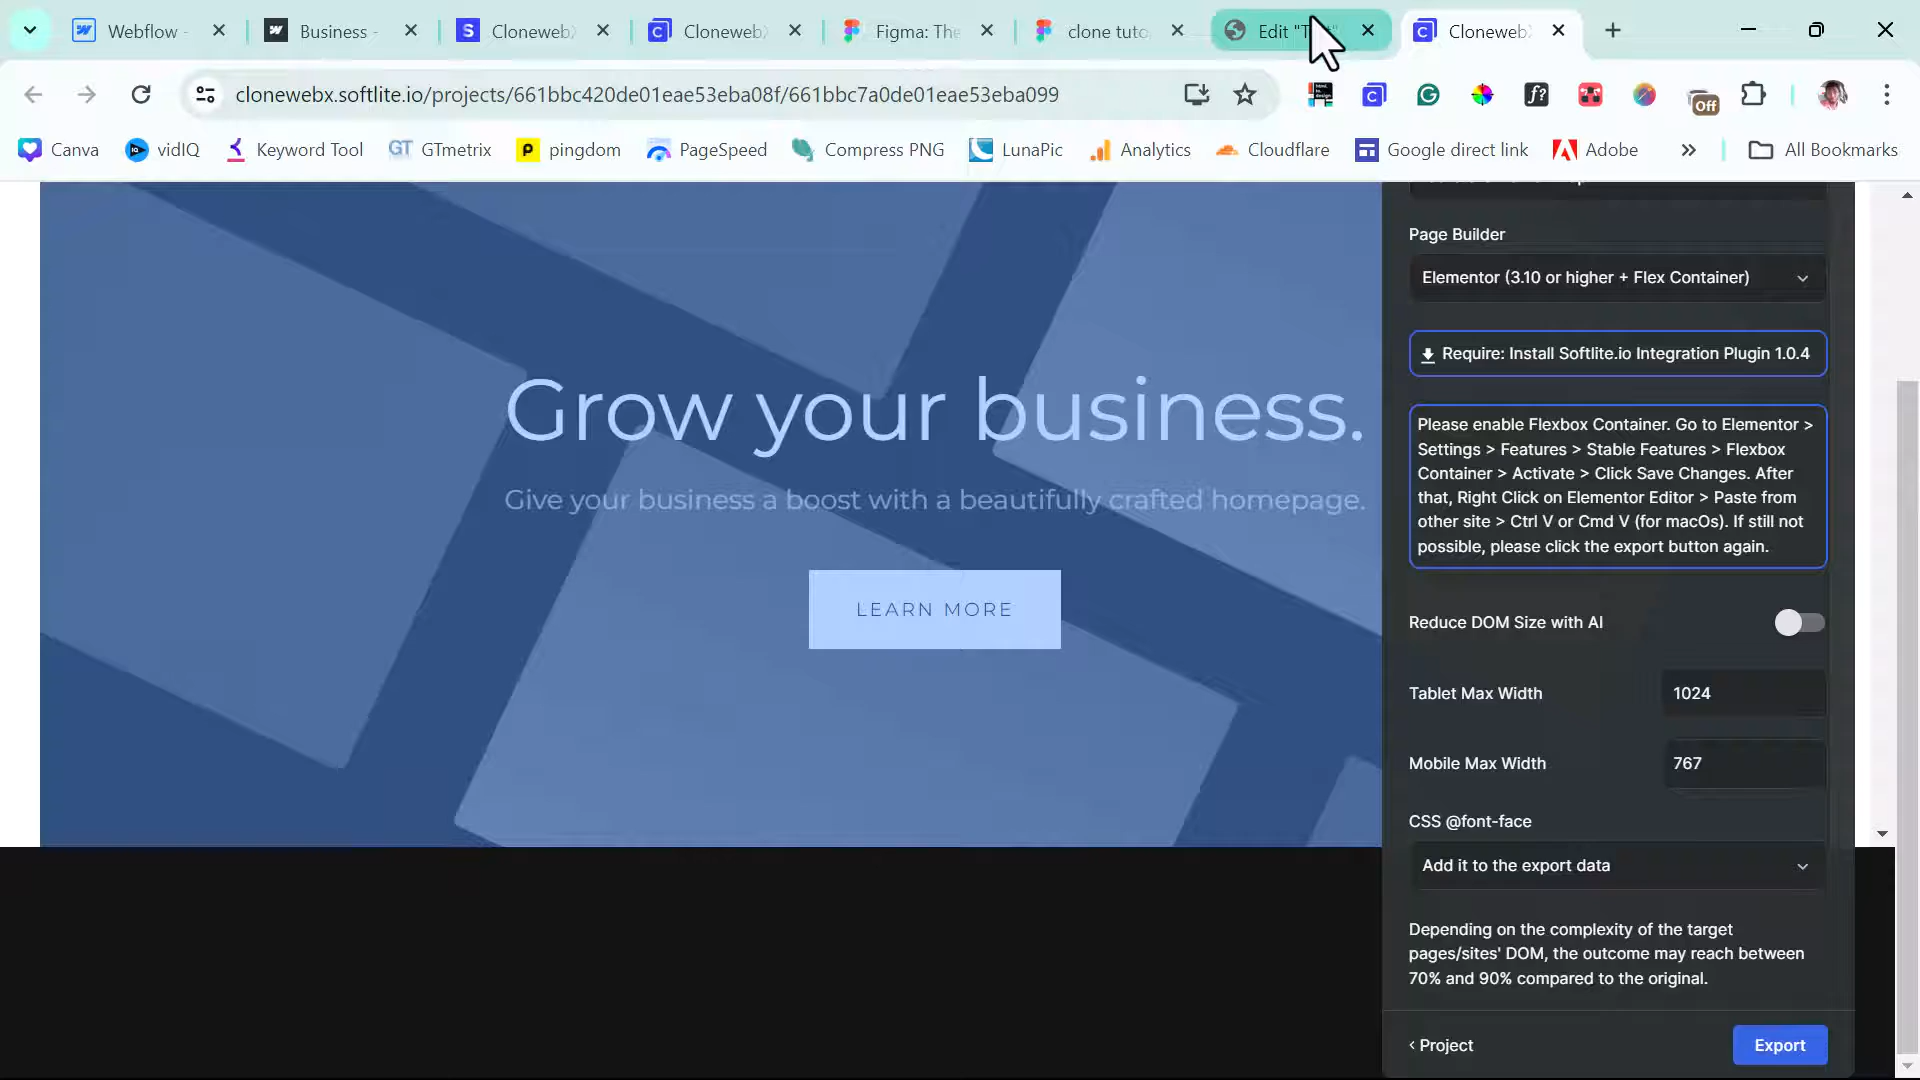 Webflow -
Business -
Cloneweb
Cloneweb
Figma: The
clone tuto
Edit "T
Cloneweb
clonewebx.softlite.io/projects/661bbc420de01eae53eba08f/661bbc7a0de01eae53eba099
Off
Canva
vidIQ
Keyword Tool
GT GTmetrix
pingdom
PageSpeed
Compress PNG
LunaPic
Analytics
Cloudflare
Google direct link
Adobe
All Bookmarks
Grow your business.
Give your business a boost with a beautifully crafted homepage.
LEARN MORE
Page Builder
Elementor (3.10 or higher + Flex Container)
Require: Install Softlite.io Integration Plugin 1.0.4
Please enable Flexbox Container. Go to Elementor >
Settings > Features > Stable Features > Flexbox
Container > Activate > Click Save Changes. After
that, Right Click on Elementor Editor > Paste from
other site > Ctrl V or Cmd V (for macOs). If still not
possible, please click the export button again.
Reduce DOM Size with AI
Tablet Max Width
1024
Mobile Max Width
767
CSS @font-face
Add it to the export data
Depending on the complexity of the target
pages/sites' DOM, the outcome may reach between
70% and 90% compared to the original.
‹ Project
Export